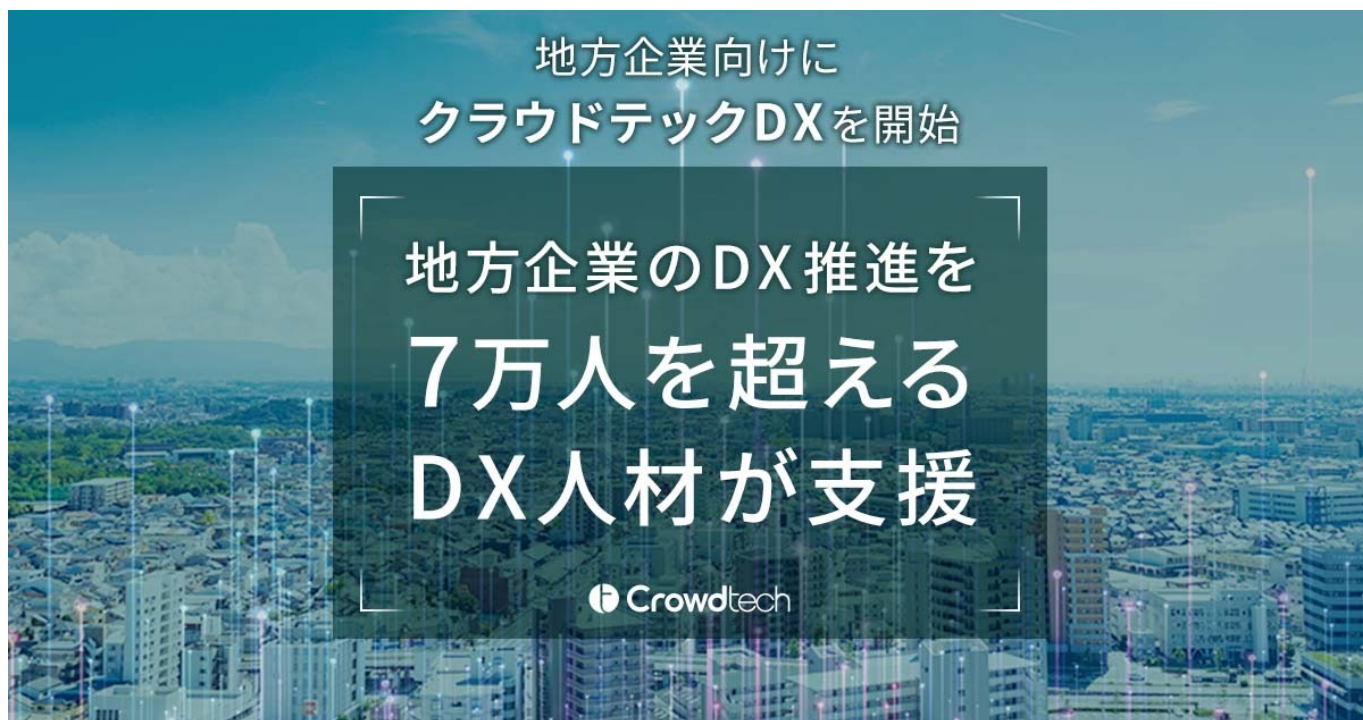 地方企業向けに
クラウドテックDXを開始
地方企業のDX推進を
7万人を超える
DX人材が支援
Crowdtech